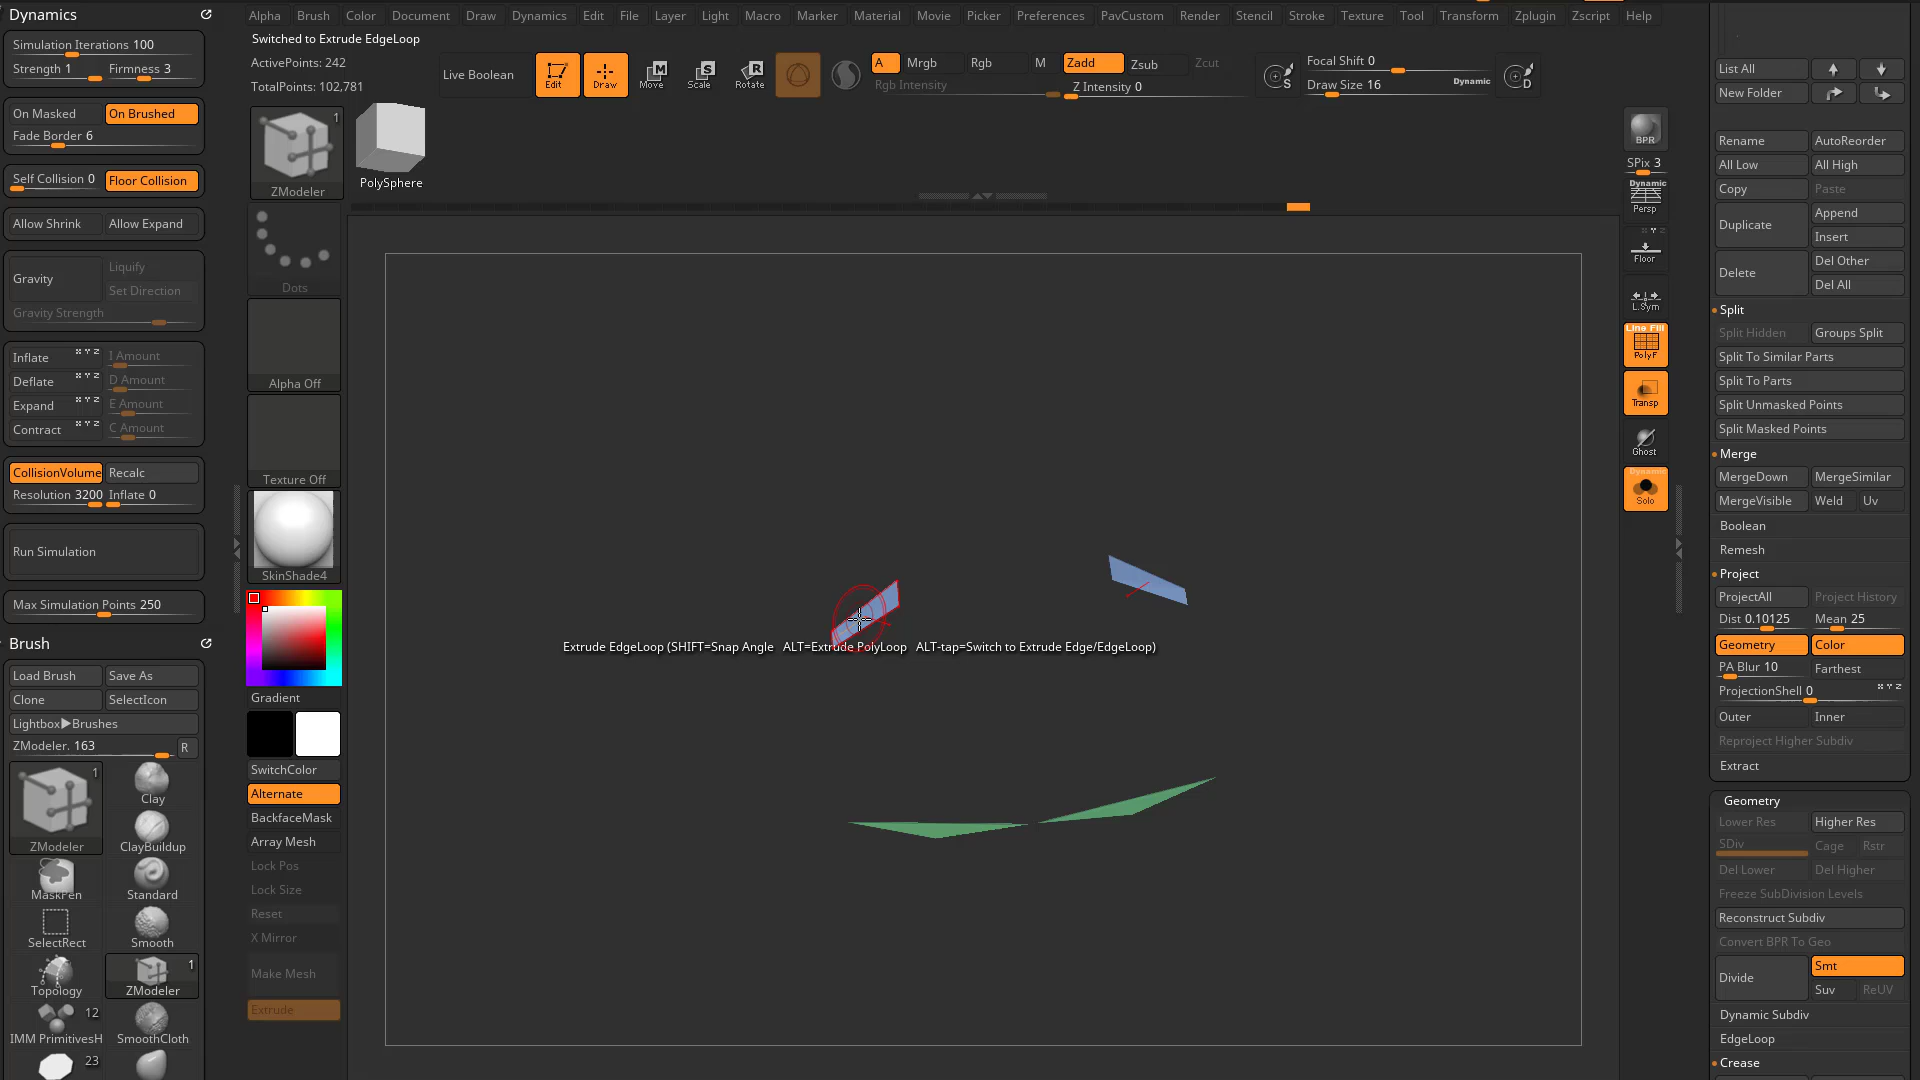 Dynamics
Simulation Iterations 100
Strength 1 Firmness 3
On Masked On Brushed
Fade Border 6
Self Collision 0 Floor Collision
Allow Shrink Allow Expand
Gravity Liquify
Set Direction
Gravity Strength
Inflate X Y Z I Amount
Deflate X Y Z D Amount
Expand X Y Z E Amount
Contract X Y Z C Amount
CollisionVolume Recalc
Resolution 3200 Inflate 0
Run Simulation
Max Simulation Points 250
Brush
Load Brush Save As
Clone SelectIcon
Lightbox▶Brushes
ZModeler. 163 R
1
ZModeler
Clay
ClayBuildup
MaskPen
Standard
SelectRect
Smooth
Topology
1
ZModeler
12
IMM PrimitivesH
SmoothCloth
23
Alpha Brush Color Document Draw Dynamics Edit File Layer Light Macro Marker Material Movie Picker Preferences PavCustom Render Stencil Stroke Texture Tool Transform Zplugin Zscript Help
Switched to Extrude EdgeLoop
ActivePoints: 242
TotalPoints: 102,781
Live Boolean
Edit
Draw
Move
Scale
Rotate
A Mrgb Rgb M Zadd Zsub Zcut
Rgb Intensity Z Intensity 0
S
Focal Shift 0
Draw Size 16 Dynamic
D
1
ZModeler
PolySphere
Dots
Alpha Off
Texture Off
SkinShade4
Gradient
SwitchColor
Alternate
BackfaceMask
Array Mesh
Lock Pos
Lock Size
Reset
X Mirror
Make Mesh
Extrude
Extrude EdgeLoop (SHIFT=Snap Angle ALT=Extrude PolyLoop ALT-tap=Switch to Extrude Edge/EdgeLoop)
BPR
SPix 3
Dynamic
Persp
Floor
L.Sym
Line Fill
PolyF
Transp
Ghost
Dynamic
Solo
List All
New Folder
Rename AutoReorder
All Low All High
Copy Paste
Duplicate Append
Insert
Delete Del Other
Del All
Split
Split Hidden Groups Split
Split To Similar Parts
Split To Parts
Split Unmasked Points
Split Masked Points
Merge
MergeDown MergeSimilar
MergeVisible Weld Uv
Boolean
Remesh
Project
ProjectAll Project History
Dist 0.10125 Mean 25
Geometry Color
PA Blur 10 Farthest
ProjectionShell 0 X Y Z
Outer Inner
Reproject Higher Subdiv
Extract
Geometry
Lower Res Higher Res
SDiv Cage Rstr
Del Lower Del Higher
Freeze SubDivision Levels
Reconstruct Subdiv
Convert BPR To Geo
Divide Smt
Suv ReUV
Dynamic Subdiv
EdgeLoop
Crease